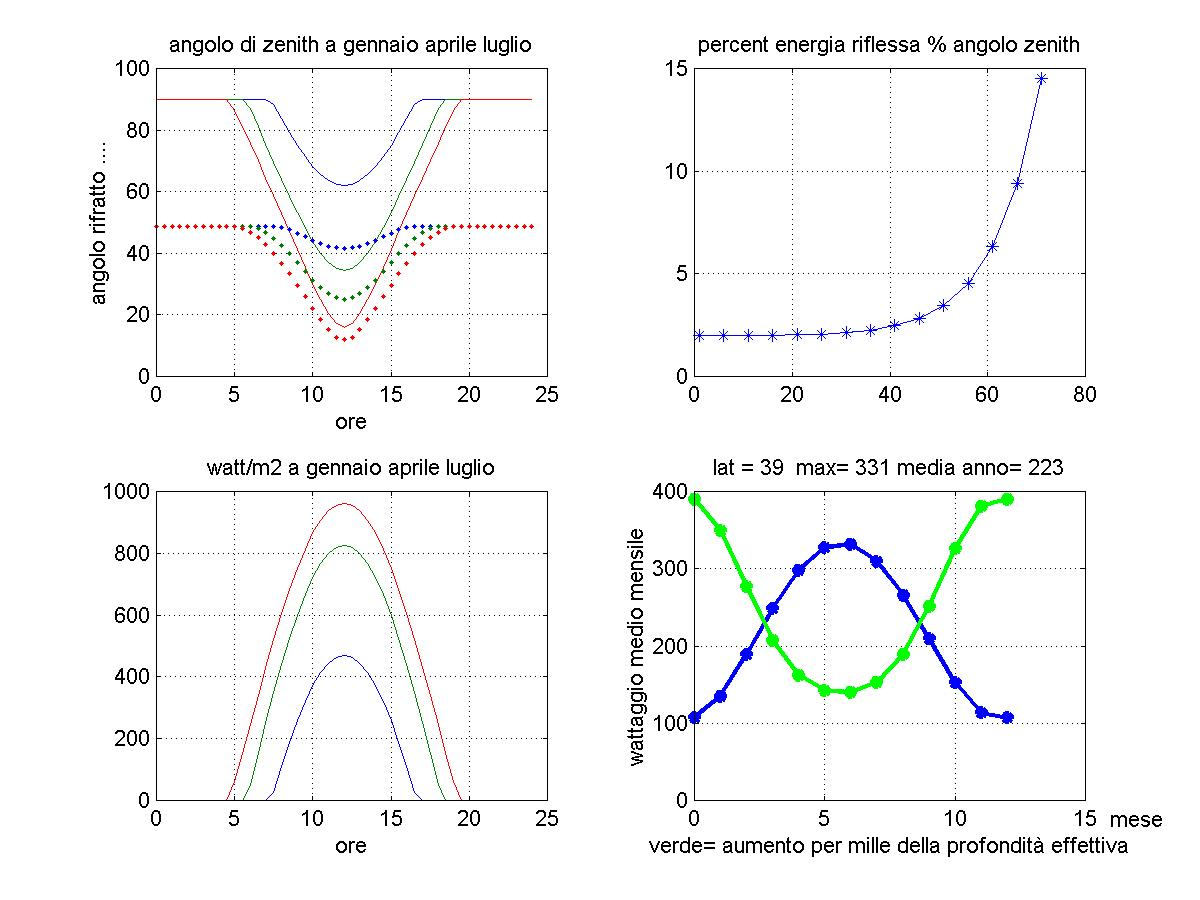 angolo di zenith a gennaio aprile luglio
100
80
60
40
20
0
angolo rifratto ....
0 5 10 15 20 25
ore
percent energia riflessa % angolo zenith
15
10
5
0
0 20 40 60 80
watt/m2 a gennaio aprile luglio
1000
800
600
400
200
0
0 5 10 15 20 25
ore
lat = 39 max= 331 media anno= 223
400
300
200
100
0
wattaggio medio mensile
0 5 10 15 mese
verde= aumento per mille della profondità effettiva